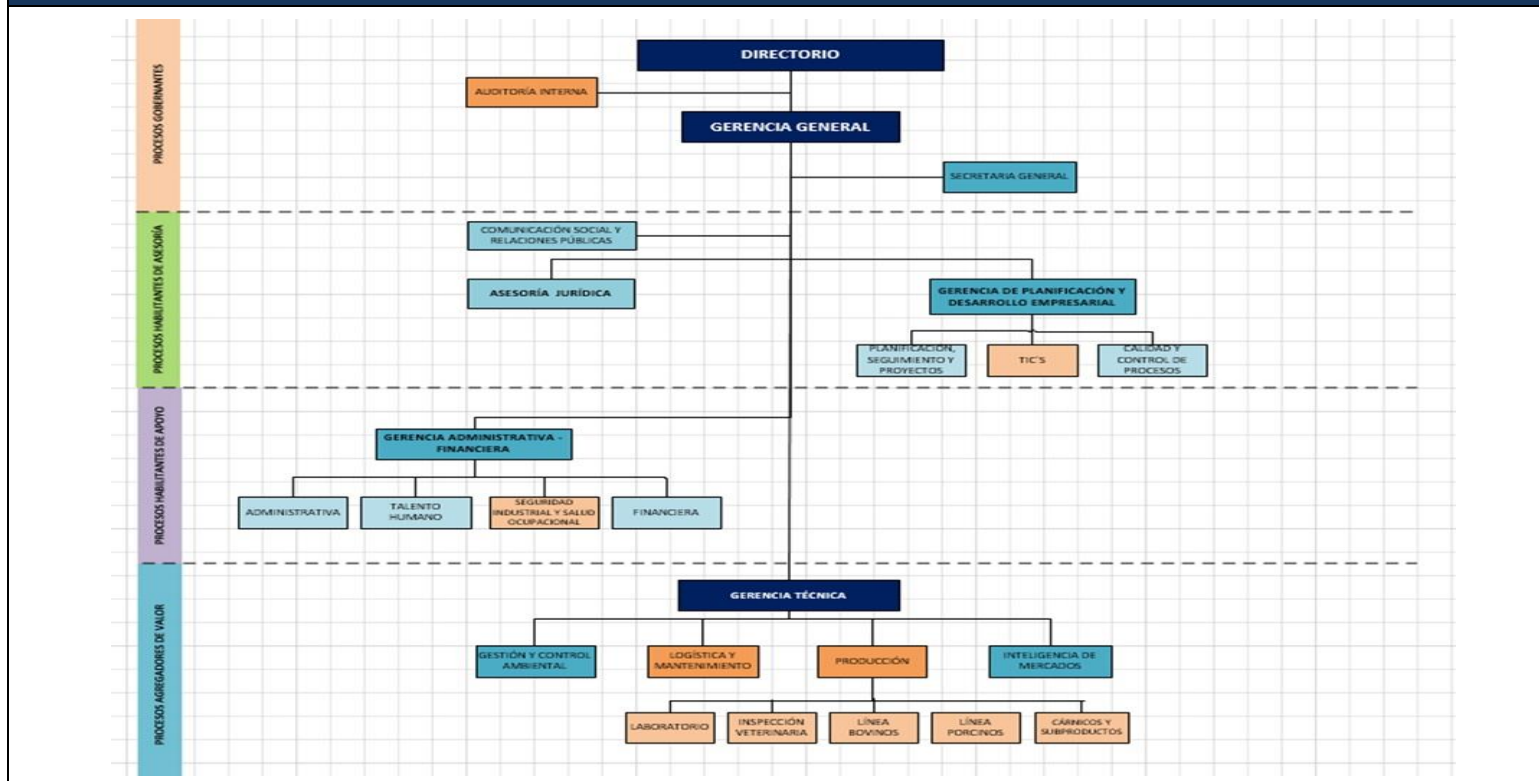 DIRECTORIO
AUDITORÍA INTERNA
GERENCIA GENERAL
SECRETARIA GENERAL
PROCESOS GOBERNANTES
COMUNICACIÓN SOCIAL Y
RELACIONES PÚBLICAS
ASESORÍA JURÍDICA
GERENCIA DE PLANIFICACIÓN Y
DESARROLLO EMPRESARIAL
PLANIFICACIÓN,
SEGUIMIENTO Y
PROYECTOS
TIC´S
CALIDAD Y
CONTROL DE
PROCESOS
PROCESOS HABILITANTES DE ASESORÍA
GERENCIA ADMINISTRATIVA -
FINANCIERA
ADMINISTRATIVA
TALENTO
HUMANO
SEGURIDAD
INDUSTRIAL Y SALUD
OCUPACIONAL
FINANCIERA
PROCESOS HABILITANTES DE APOYO
GERENCIA TÉCNICA
GESTIÓN Y CONTROL
AMBIENTAL
LOGÍSTICA Y
MANTENIMIENTO
PRODUCCIÓN
INTELIGENCIA DE
MERCADOS
LABORATORIO
INSPECCIÓN
VETERINARIA
LÍNEA
BOVINOS
LÍNEA
PORCINOS
CÁRNICOS Y
SUBPRODUCTOS
PROCESOS AGREGADORES DE VALOR